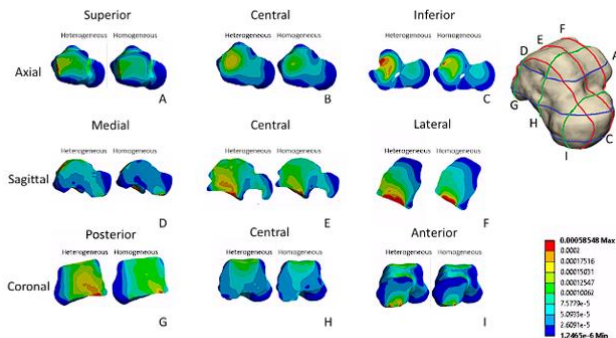 Superior Central Inferior
Heterogeneous Homogeneous Heterogeneous Homogeneous Heterogeneous Homogeneous
Axial
A B C
Medial Central Lateral
Heterogeneous Homogeneous Heterogeneous Homogeneous Heterogeneous Homogeneous
Sagittal
D E F
Posterior Central Anterior
Heterogeneous Homogeneous Heterogeneous Homogeneous Heterogeneous Homogeneous
Coronal
G H I
F
E
D
A
G
H
C
I
0.00058548 Max
0.0002
0.00017516
0.00015031
0.00012547
0.00010062
7.5779e-5
5.0935e-5
2.6091e-5
1.2465e-6 Min